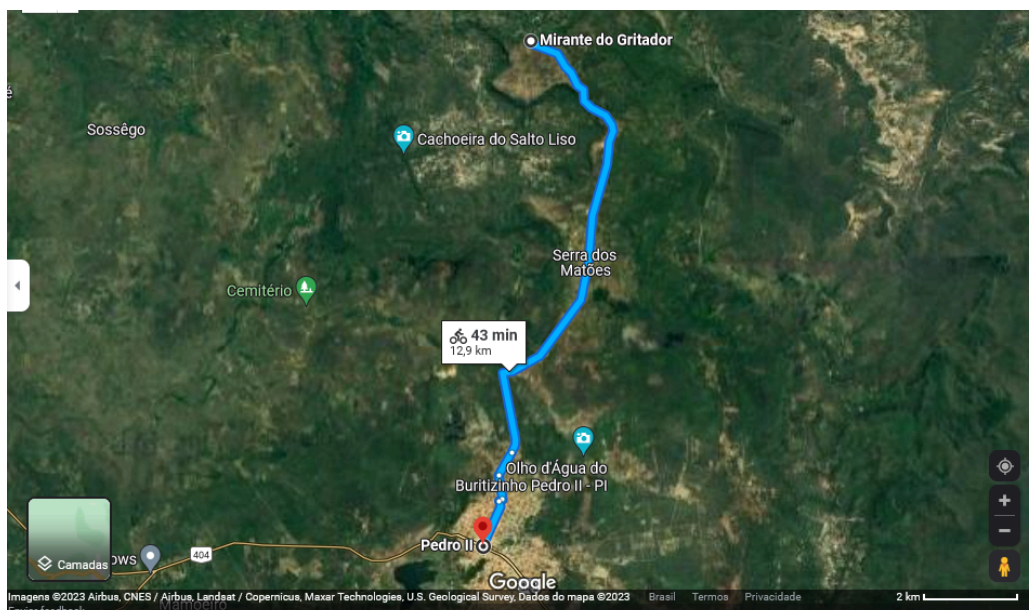 Mirante do Gritador
Sossêgo
Cachoeira do Salto Liso
Serra dos
Matões
Cemitério
43 min
12,9 km
Olho d'Água do
Buritizinho Pedro II - PI
Pedro II
404
Camadas
Google
Imagens ©2023 Airbus, CNES / Airbus, Landsat / Copernicus, Maxar Technologies, U.S. Geological Survey, Dados do mapa ©2023
Brasil
Termos
Privacidade
2 km